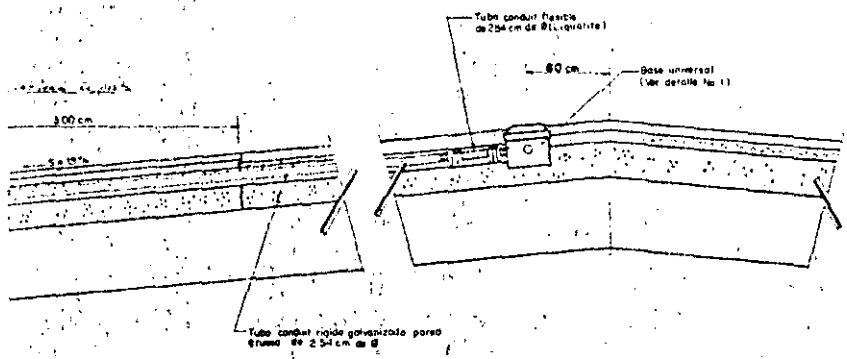 Tubo conduit flexible
de 2.54 cm de Ø (Liquatite)
60 cm
Base universal
(Ver detalle No 1)
300 cm
Tubo conduit rigido galvanizado pared
gruesa de 2.54 cm de Ø